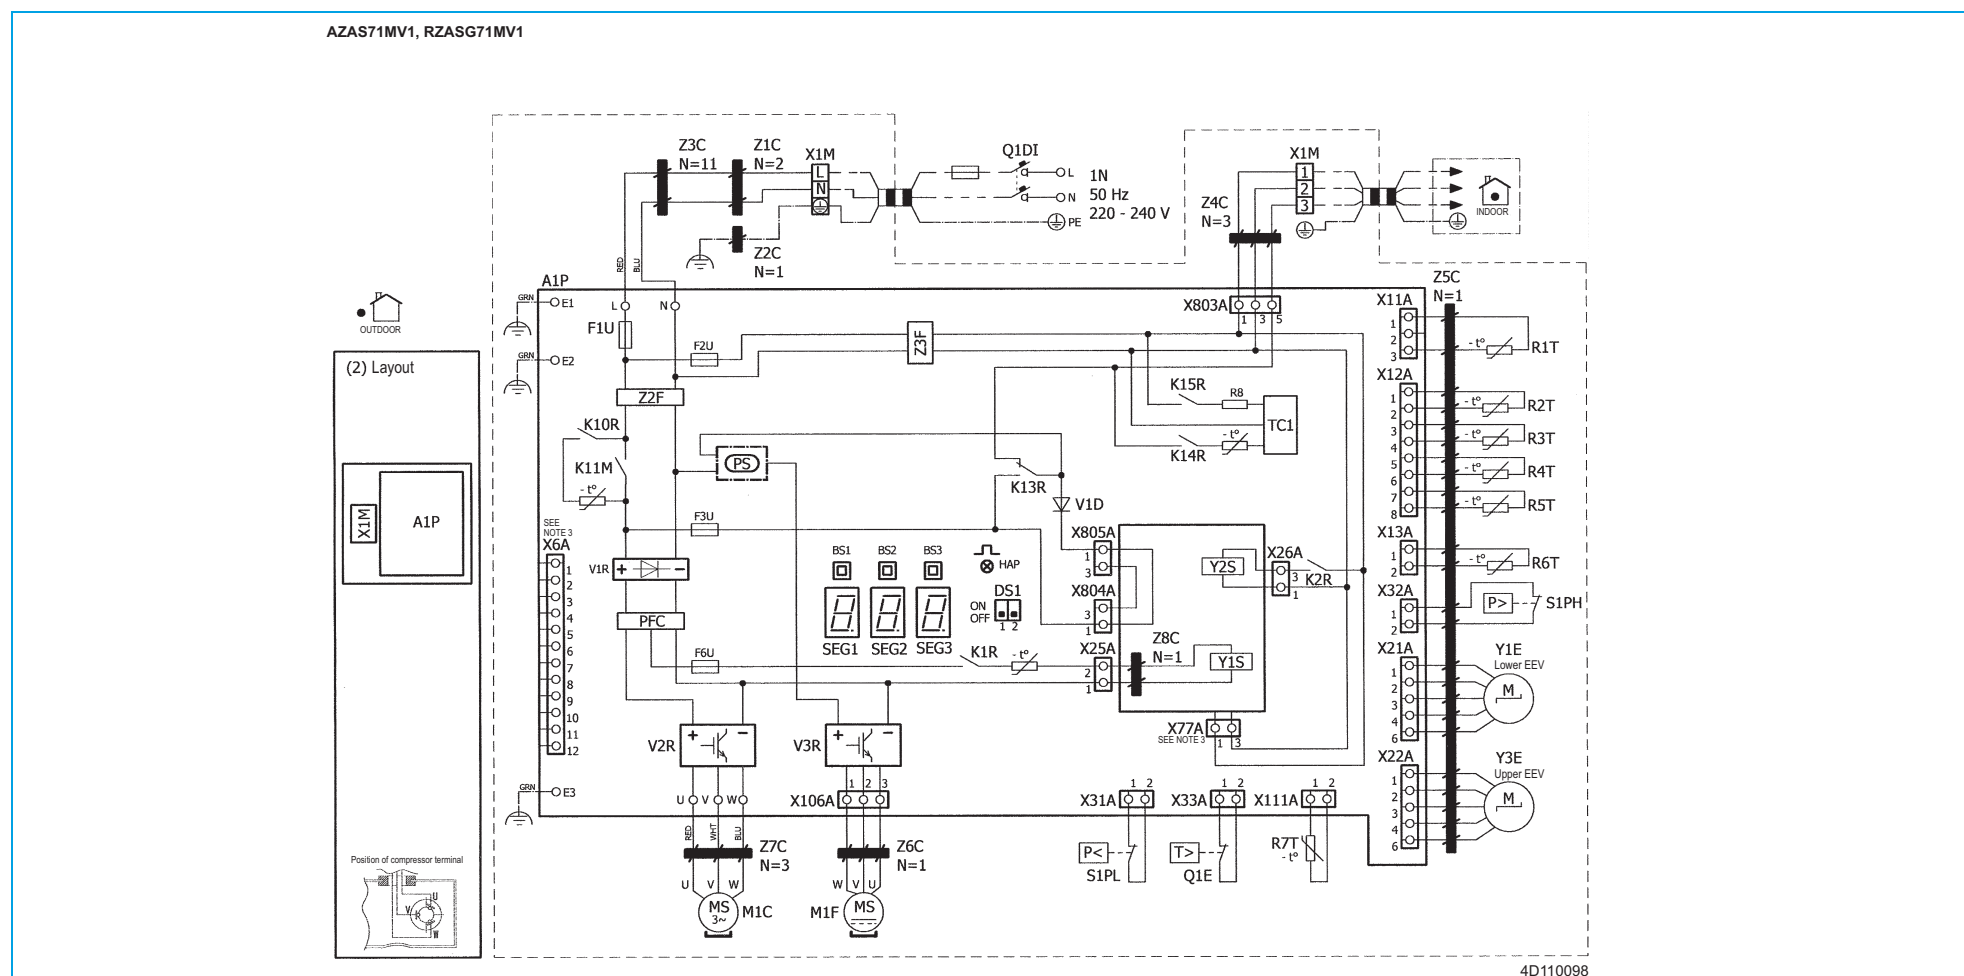 AZAS71MV1, RZASG71MV1
Z3C
N=11
Z1C
N=2
X1M
L
N
Z2C
N=1
Q1DI
L
N
PE
1N
50 Hz
220 - 240 V
X1M
1
2
3
Z4C
N=3
INDOOR
RED
BLU
OUTDOOR
(2) Layout
X1M
A1P
Position of compressor terminal
U
V
W
A1P
GRN
E1
GRN
E2
GRN
E3
L
N
F1U
F2U
Z3F
Z2F
K10R
K11M
- t°
PS
F3U
SEE
NOTE 3
X6A
1
2
3
4
5
6
7
8
9
10
11
12
V1R
+
-
PFC
F6U
BS1
BS2
BS3
SEG1
SEG2
SEG3
HAP
DS1
ON
OFF
1 2
K1R
- t°
K13R
V1D
K15R
R8
TC1
K14R
- t°
X803A
1 3 5
X805A
1
3
X804A
3
1
X25A
2
1
Z8C
N=1
Y2S
Y1S
X26A
3
1
K2R
X77A
SEE NOTE 3
1 3
V2R
+ -
V3R
+ -
U V W
RED
WHT
BLU
Z7C
N=3
U V W
MS
3~
M1C
X106A
1 2 3
Z6C
N=1
W V U
M1F
MS
X31A
1 2
P<
S1PL
X33A
1 2
T>
Q1E
X111A
1 2
R7T
- t°
Z5C
N=1
X11A
1
2
3
- t°
R1T
X12A
1
2
3
4
5
6
7
8
- t°
R2T
- t°
R3T
- t°
R4T
- t°
R5T
X13A
1
2
- t°
R6T
X32A
1
2
P>
S1PH
X21A
1
2
3
4
6
Y1E
Lower EEV
M
X22A
1
2
3
4
6
Y3E
Upper EEV
M
4D110098